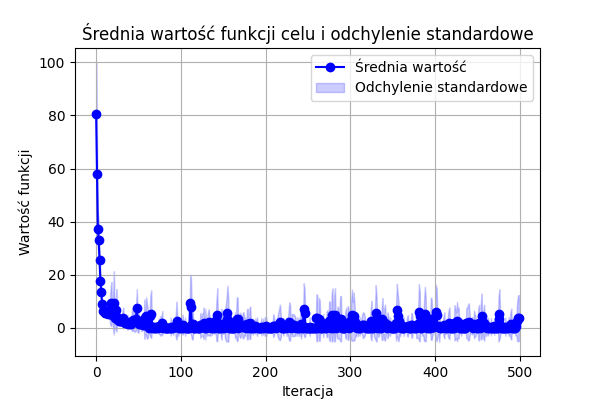 Średnia wartość funkcji celu i odchylenie standardowe
Średnia wartość
Odchylenie standardowe
Wartość funkcji
100
80
60
40
20
0
0 100 200 300 400 500
Iteracja